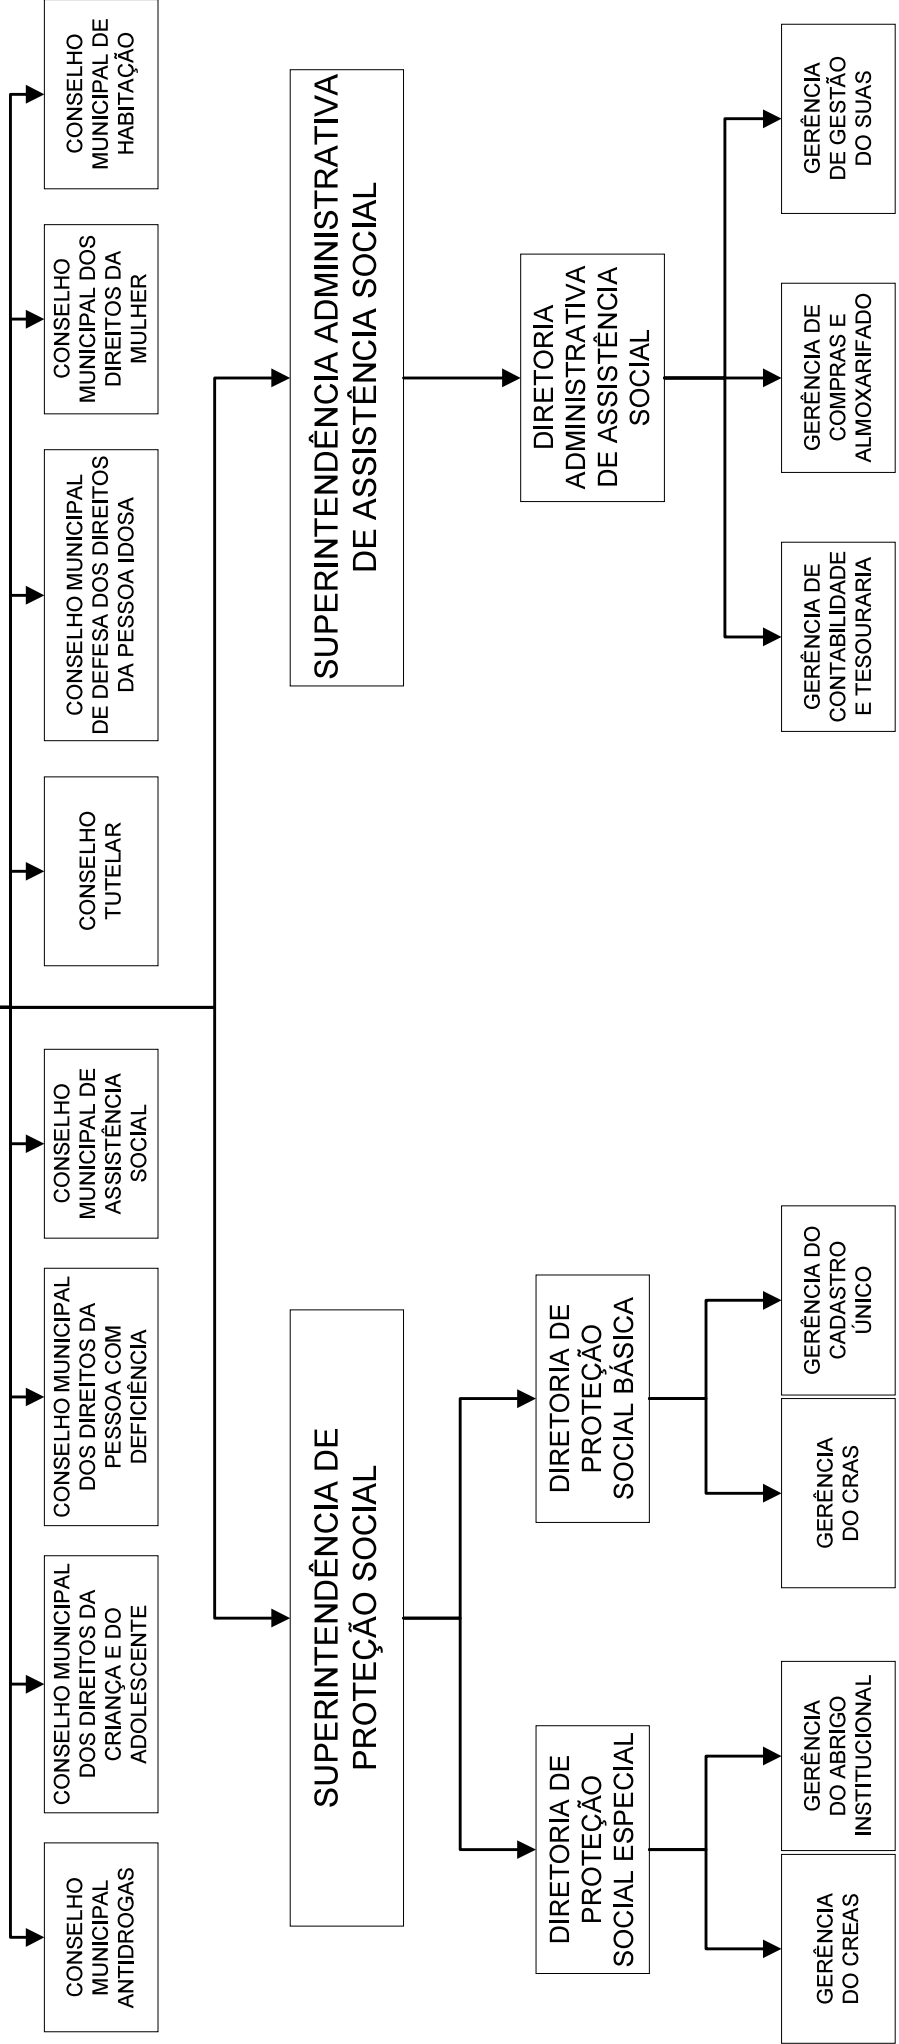 CONSELHO
MUNICIPAL
ANTIDROGAS
CONSELHO MUNICIPAL
DOS DIREITOS DA
CRIANÇA E DO
ADOLESCENTE
CONSELHO MUNICIPAL
DOS DIREITOS DA
PESSOA COM
DEFICIÊNCIA
CONSELHO
MUNICIPAL DE
ASSISTÊNCIA
SOCIAL
CONSELHO
TUTELAR
CONSELHO MUNICIPAL
DE DEFESA DOS DIREITOS
DA PESSOA IDOSA
CONSELHO
MUNICIPAL DOS
DIREITOS DA
MULHER
CONSELHO
MUNICIPAL DE
HABITAÇÃO
SUPERINTENDÊNCIA DE
PROTEÇÃO SOCIAL
SUPERINTENDÊNCIA ADMINISTRATIVA
DE ASSISTÊNCIA SOCIAL
DIRETORIA DE
PROTEÇÃO
SOCIAL ESPECIAL
DIRETORIA DE
PROTEÇÃO
SOCIAL BÁSICA
DIRETORIA
ADMINISTRATIVA
DE ASSISTÊNCIA
SOCIAL
GERÊNCIA
DO CREAS
GERÊNCIA
DO ABRIGO
INSTITUCIONAL
GERÊNCIA
DO CRAS
GERÊNCIA DO
CADASTRO
ÚNICO
GERÊNCIA DE
CONTABILIDADE
E TESOURARIA
GERÊNCIA DE
COMPRAS E
ALMOXARIFADO
GERÊNCIA
DE GESTÃO
DO SUAS